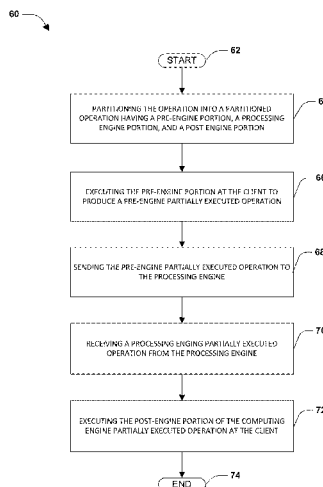 60
START
62
PARTITIONING THE OPERATION INTO A PARTITIONED
OPERATION HAVING A PRE-ENGINE PORTION, A PROCESSING
ENGINE PORTION, AND A POST ENGINE PORTION
6
EXECUTING THE PRE-ENGINE PORTION AT THE CLIENT TO
PRODUCE A PRE-ENGINE PARTIALLY EXECUTED OPERATION
66
SENDING THE PRE-ENGINE PARTIALLY EXECUTED OPERATION TO
THE PROCESSING ENGINE
68
RECEIVING A PROCESSING ENGING PARTIALLY EXECUTED
OPERATION FROM THE PROCESSING ENGINE
70
EXECUTING THE POST-ENGINE PORTION OF THE COMPUTING
ENGINE PARTIALLY EXECUTED OPERATION AT THE CLIENT
72
END
74